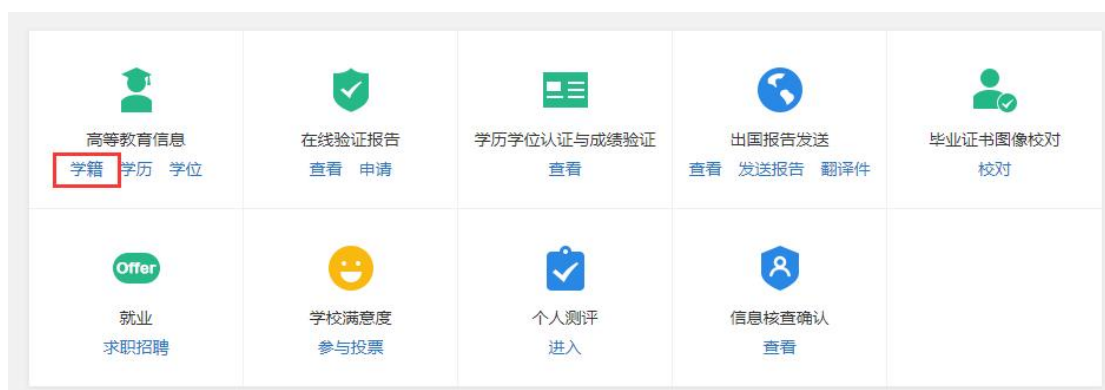 高等教育信息
学籍 学历 学位
在线验证报告
查看 申请
学历学位认证与成绩验证
查看
出国报告发送
查看 发送报告 翻译件
毕业证书图像校对
校对
Offer
就业
求职招聘
学校满意度
参与投票
个人测评
进入
信息核查确认
查看